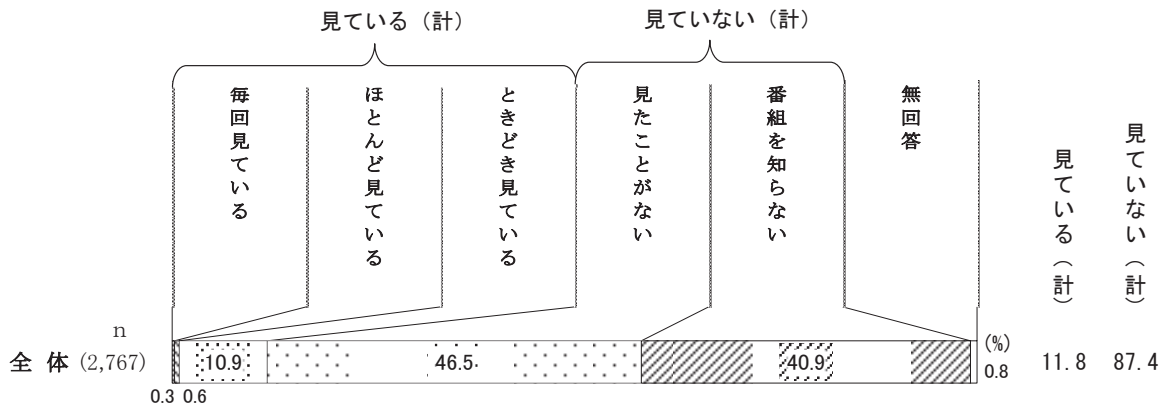 見ている（計）
見ていない（計）
毎回見ている
ほとんど見ている
ときどき見ている
見たことがない
番組を知らない
無回答
見ている（計）
見ていない（計）
n
(%)
全 体 (2,767)
10.9
46.5
40.9
0.8
11.8
87.4
0.3
0.6